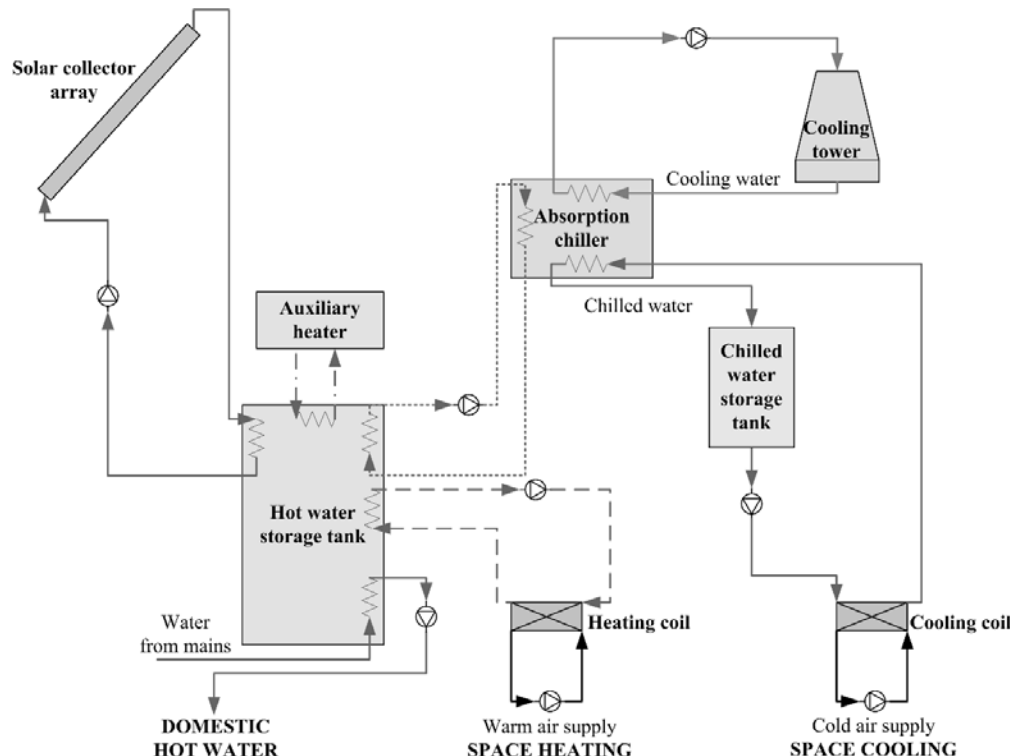 Solar collector
array
Cooling
tower
Cooling water
Absorption
chiller
Chilled water
Auxiliary
heater
Chilled
water
storage
tank
Hot water
storage tank
Water
from mains
Heating coil
Cooling coil
DOMESTIC
HOT WATER
Warm air supply
SPACE HEATING
Cold air supply
SPACE COOLING